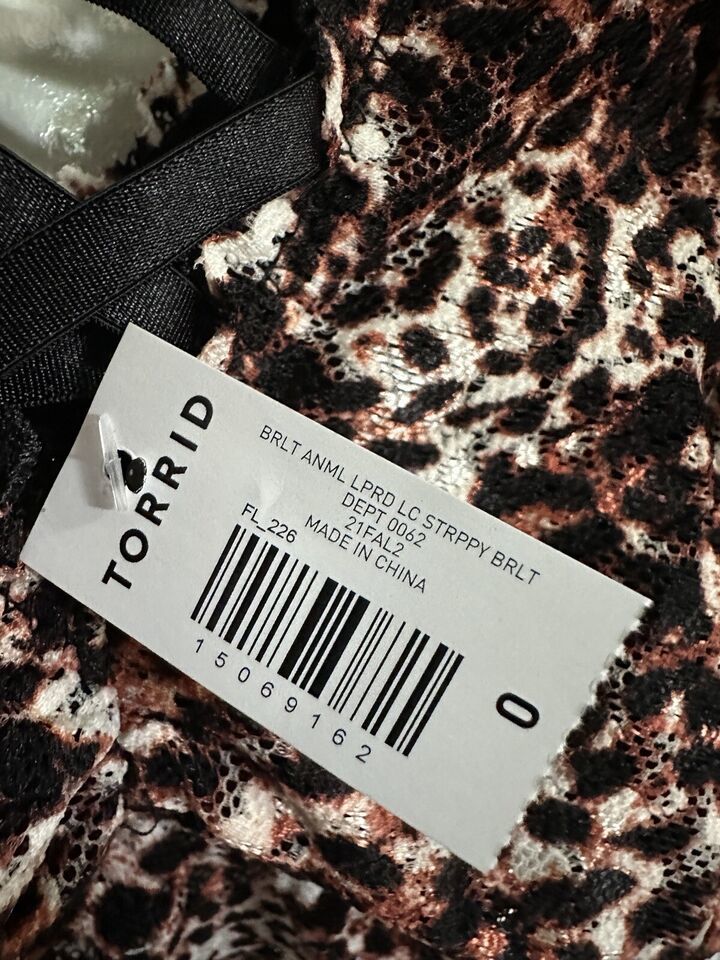 TORRID
BRLT ANML LPRD LC STRPPY BRLT
DEPT 0062
21FAL2
FL_226
MADE IN CHINA
15069162
0